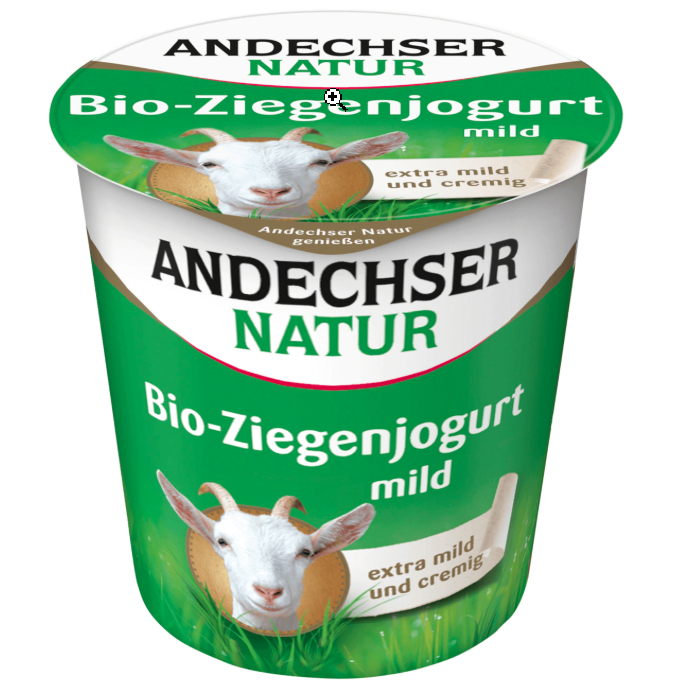 ANDECHSER
NATUR
Bio-Ziegenjogurt
mild
extra mild
und cremig
Andechser Natur
genießen
ANDECHSER
NATUR
Bio-Ziegenjogurt
mild
extra mild
und cremig